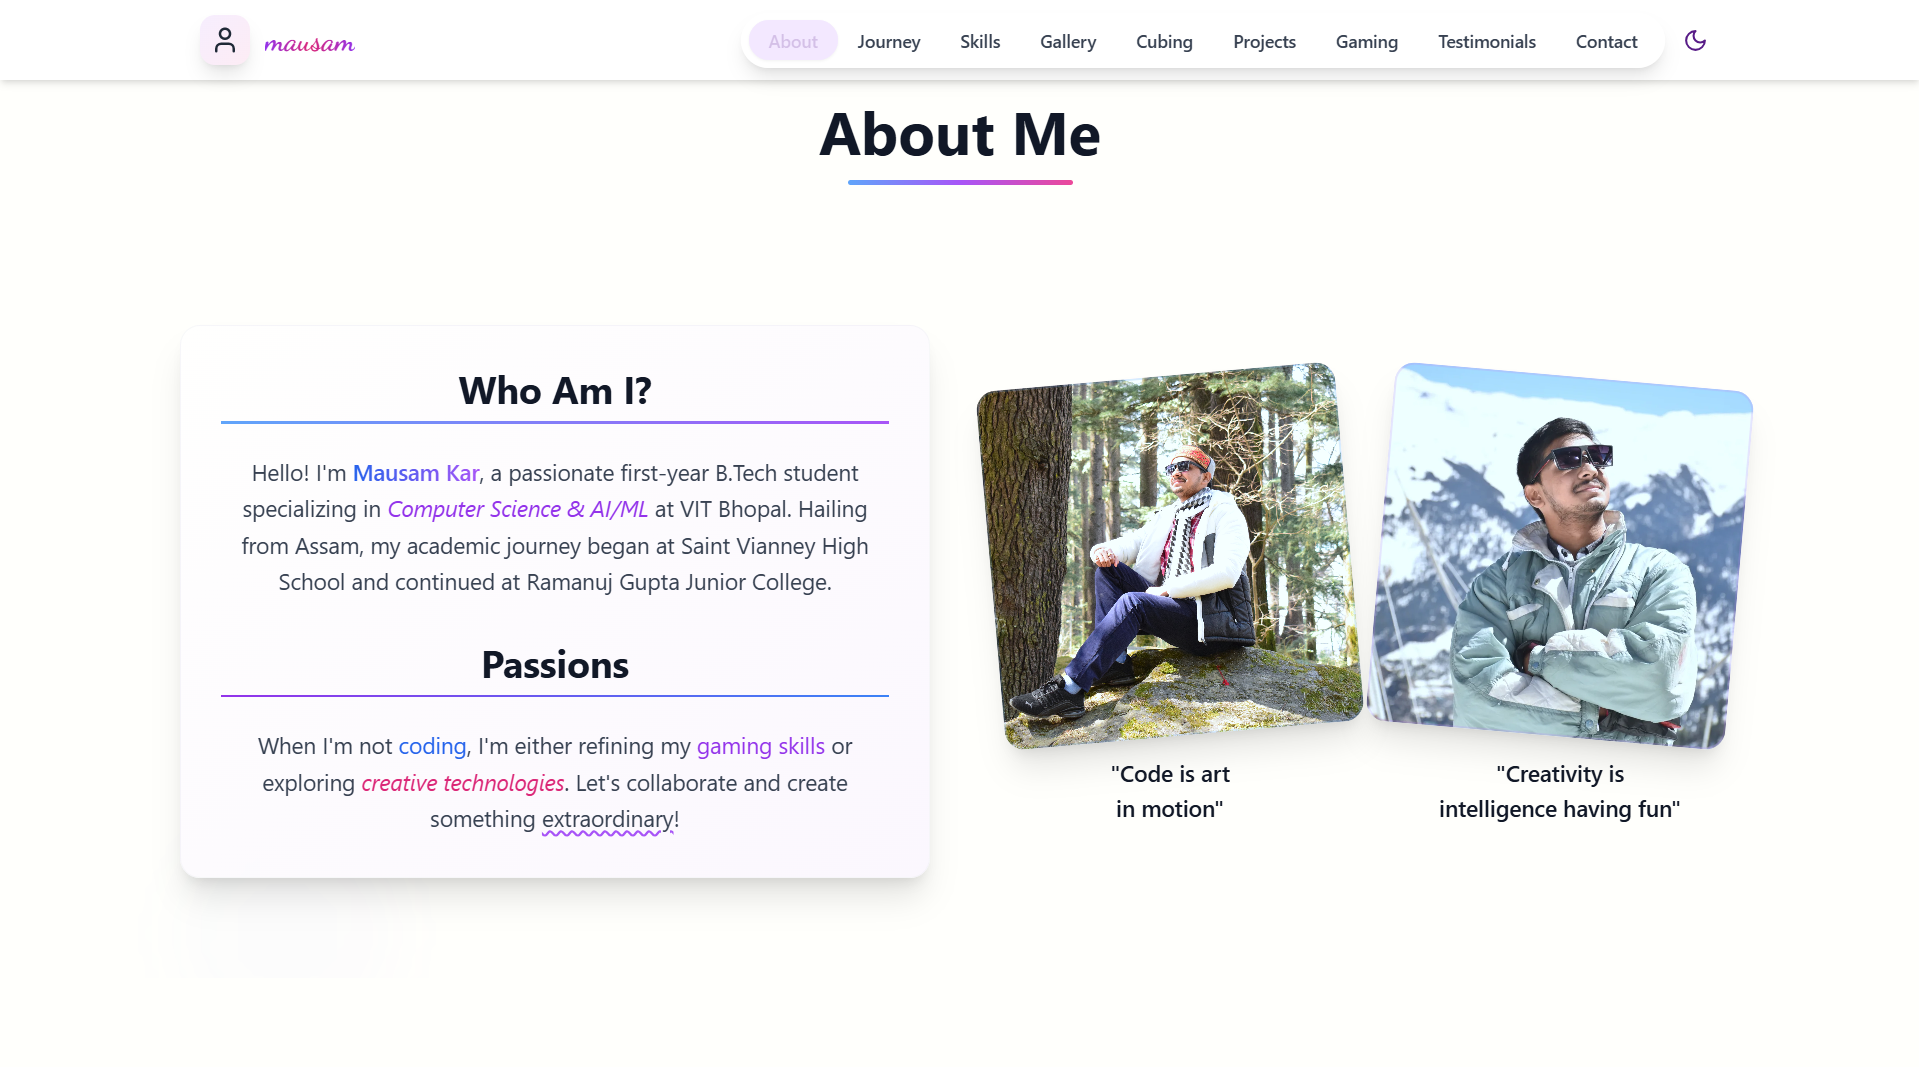 mausam
About
Journey
Skills
Gallery
Cubing
Projects
Gaming
Testimonials
Contact
About Me
Who Am I?
Hello! I'm Mausam Kar, a passionate first-year B.Tech student
specializing in Computer Science & AI/ML at VIT Bhopal. Hailing
from Assam, my academic journey began at Saint Vianney High
School and continued at Ramanuj Gupta Junior College.
Passions
When I'm not coding, I'm either refining my gaming skills or
exploring creative technologies. Let's collaborate and create
something extraordinary!
"Code is art
in motion"
"Creativity is
intelligence having fun"